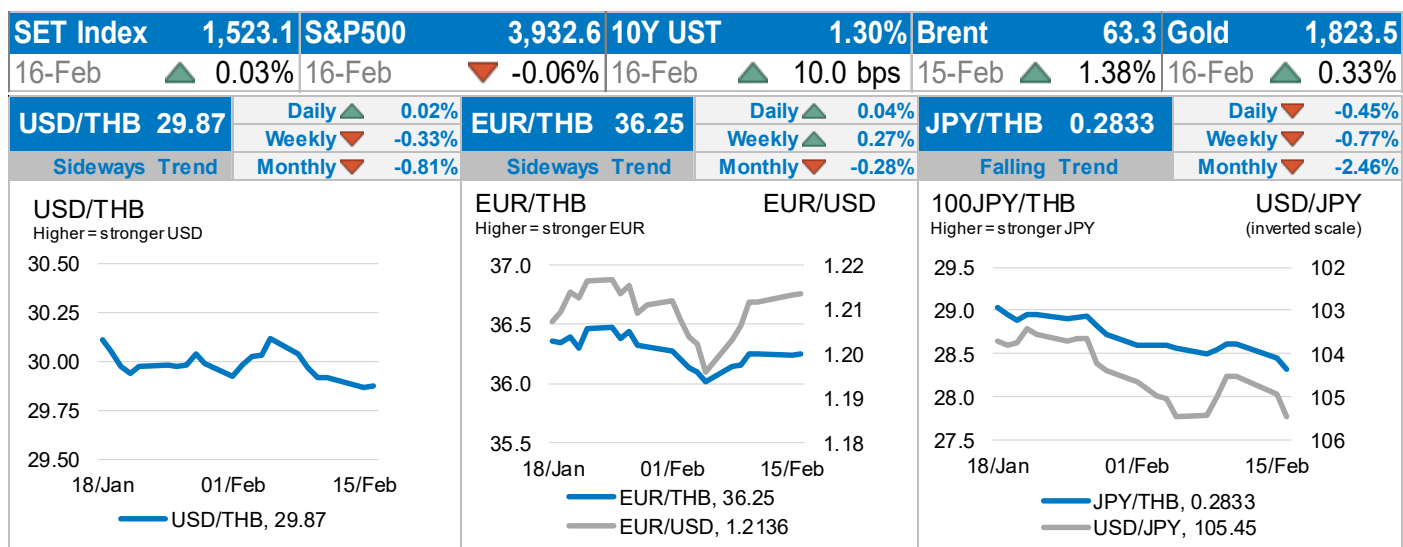 SET Index 1,523.1 S&P500 3,932.6 10Y UST 1.30% Brent 63.3 Gold 1,823.5
16-Feb 0.03% 16-Feb -0.06% 16-Feb 10.0 bps 15-Feb 1.38% 16-Feb 0.33%
USD/THB 29.87
Daily 0.02%
Weekly -0.33%
Sideways Trend Monthly -0.81%
EUR/THB 36.25
Daily 0.04%
Weekly 0.27%
Sideways Trend Monthly -0.28%
JPY/THB 0.2833
Daily -0.45%
Weekly -0.77%
Falling Trend Monthly -2.46%
USD/THB
Higher = stronger USD
30.50
30.25
30.00
29.75
29.50
18/Jan 01/Feb 15/Feb
USD/THB, 29.87
EUR/THB EUR/USD
Higher = stronger EUR
37.0 1.22
1.21
36.5
1.20
36.0
1.19
35.5 1.18
18/Jan 01/Feb 15/Feb
EUR/THB, 36.25
EUR/USD, 1.2136
100JPY/THB USD/JPY
Higher = stronger JPY (inverted scale)
29.5 102
29.0 103
28.5 104
28.0 105
27.5 106
18/Jan 01/Feb 15/Feb
JPY/THB, 0.2833
USD/JPY, 105.45